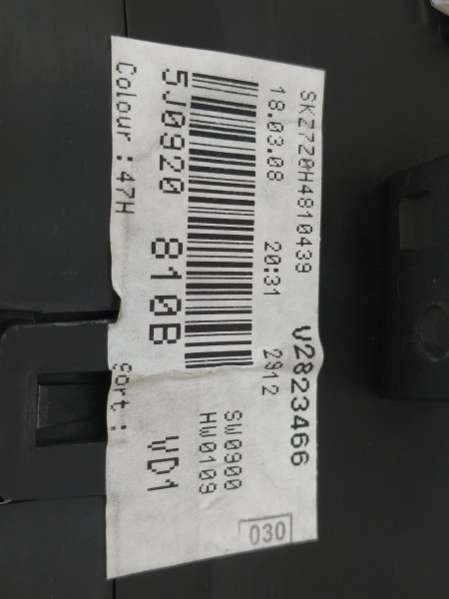 SKZ7Z0H4810439 V2823466
18.03.08 20:31 2912
5J0920 810B
SW0900
HW0109
Colour : 47H Sort : VD1
030